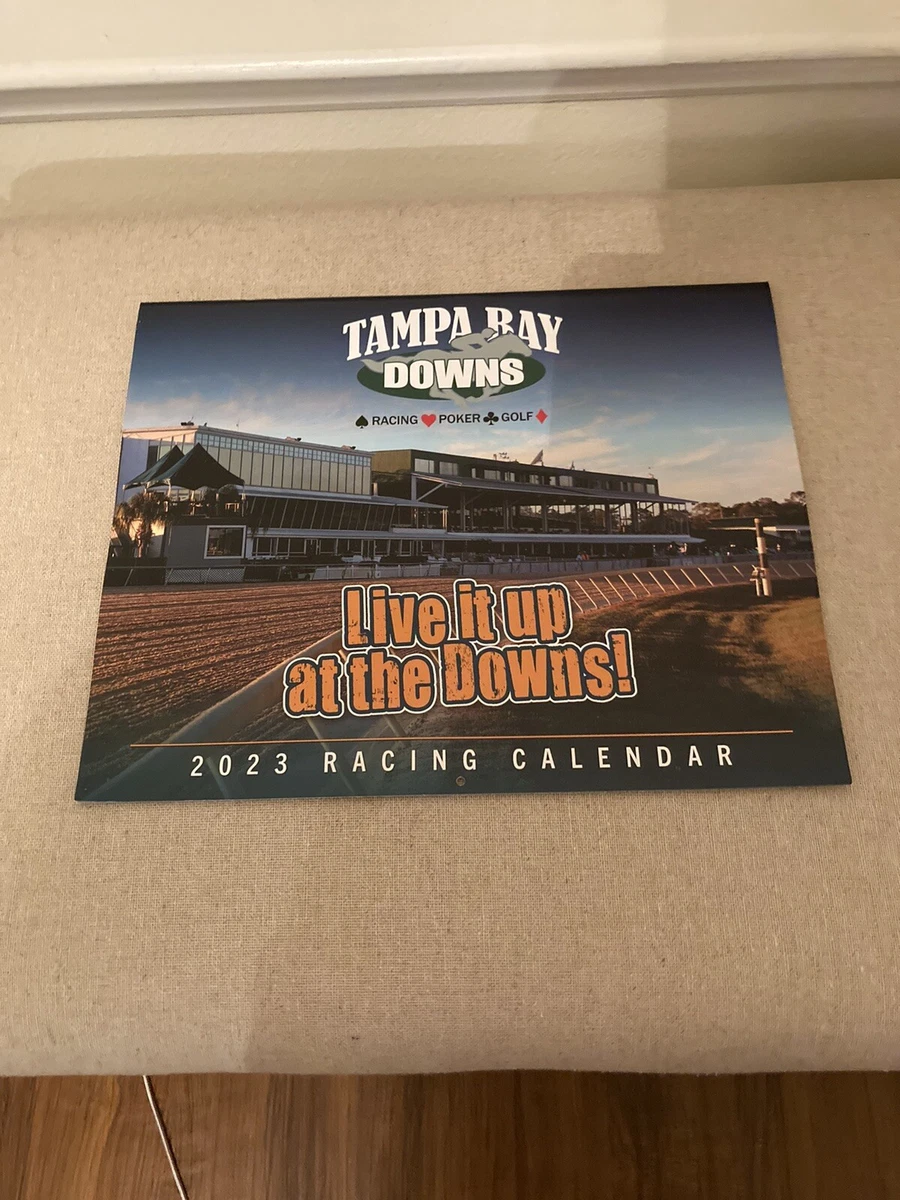 TAMPA BAY
DOWNS
RACING POKER GOLF
Live it up
at the Downs!
2023 RACING CALENDAR